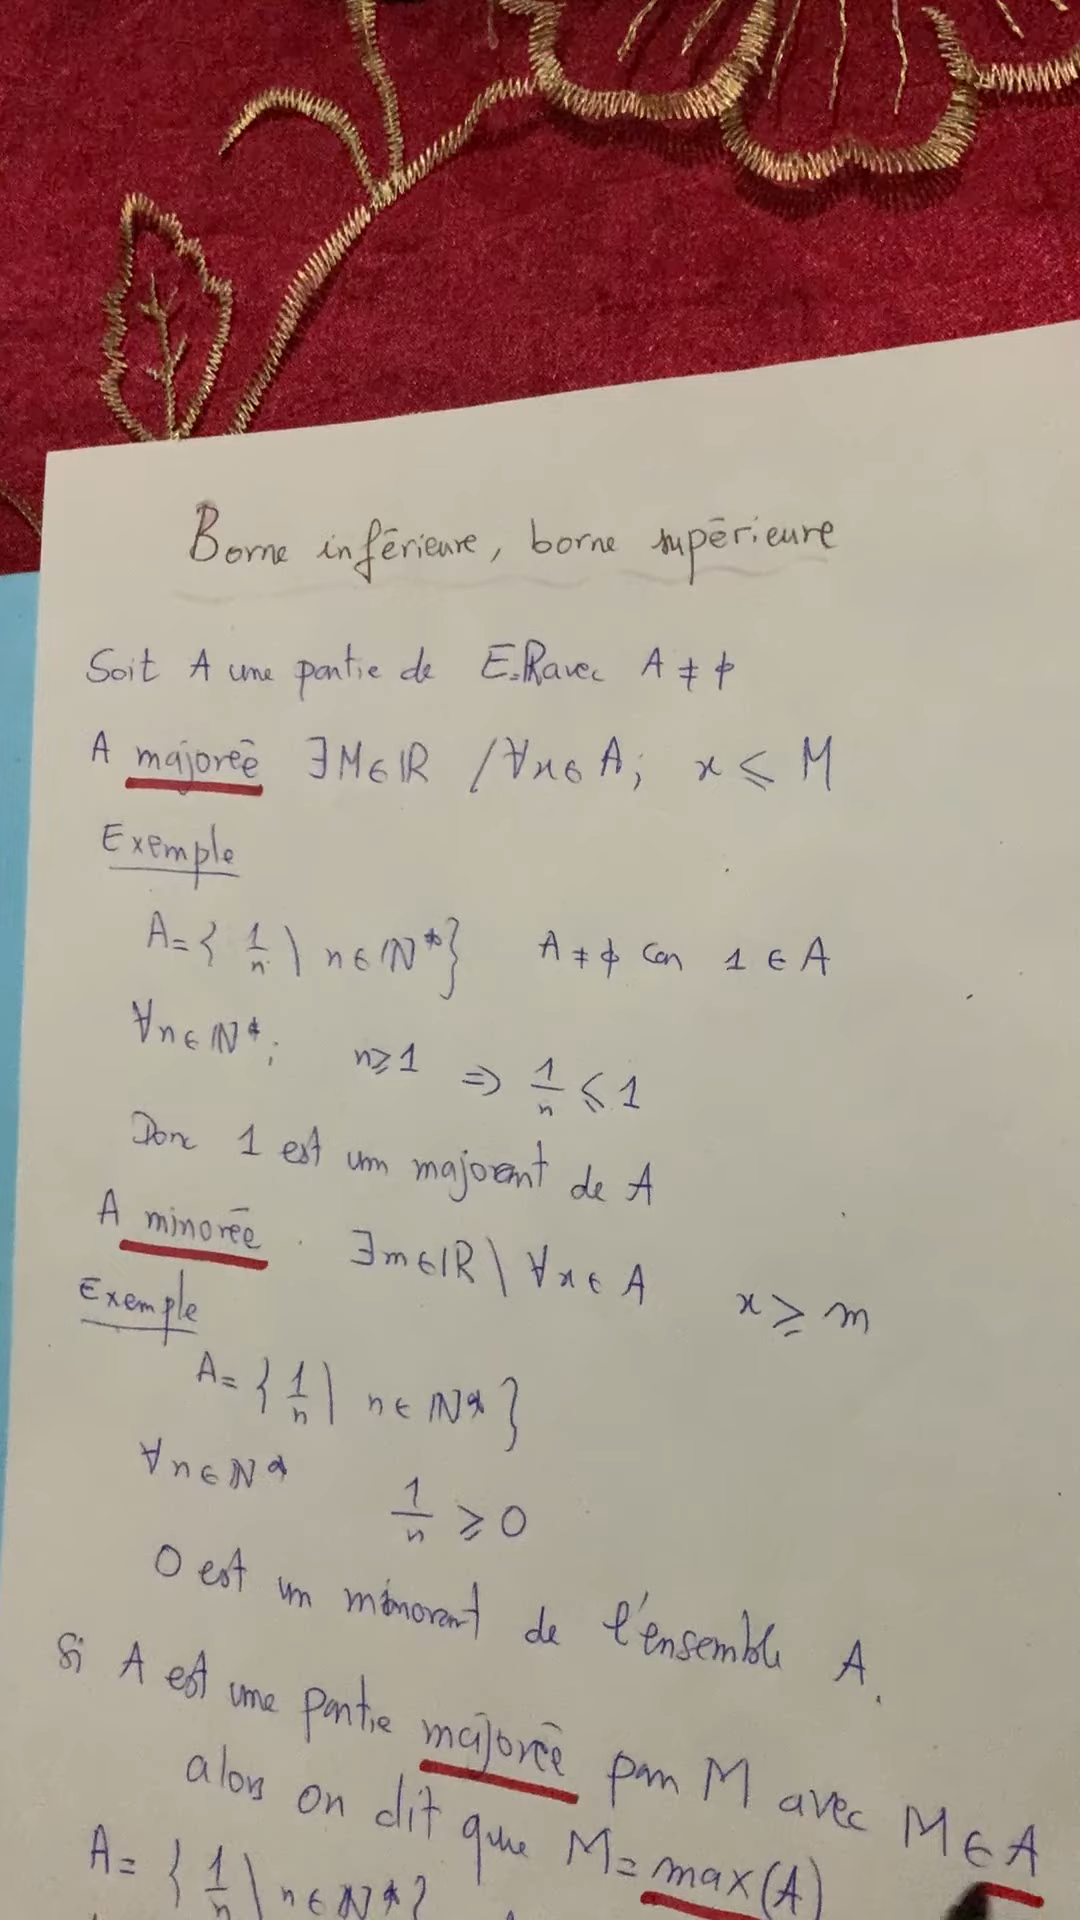 Borne inférieure, borne supérieure
Soit A une partie de E=ℝ avec A ≠ ϕ
A majorée ∃M∈ℝ /∀x∈A; x ⩽ M
Exemple
A={ 1/n \ n∈ℕ*} A≠ϕ car 1 ∈ A
∀n∈ℕ*; n⩾1 ⇒ 1/n ⩽ 1
Donc 1 est un majorant de A
A minorée . ∃m∈ℝ \ ∀x∈A x ⩾ m
Exemple
A= {1/n \ n∈ℕ*}
∀n∈ℕ* 1/n ⩾ 0
0 est un minorant de l'ensemble A.
Si A est une partie majorée par M avec M∈A
alors on dit que M=max(A)
A= {1/n \ n∈ℕ*}